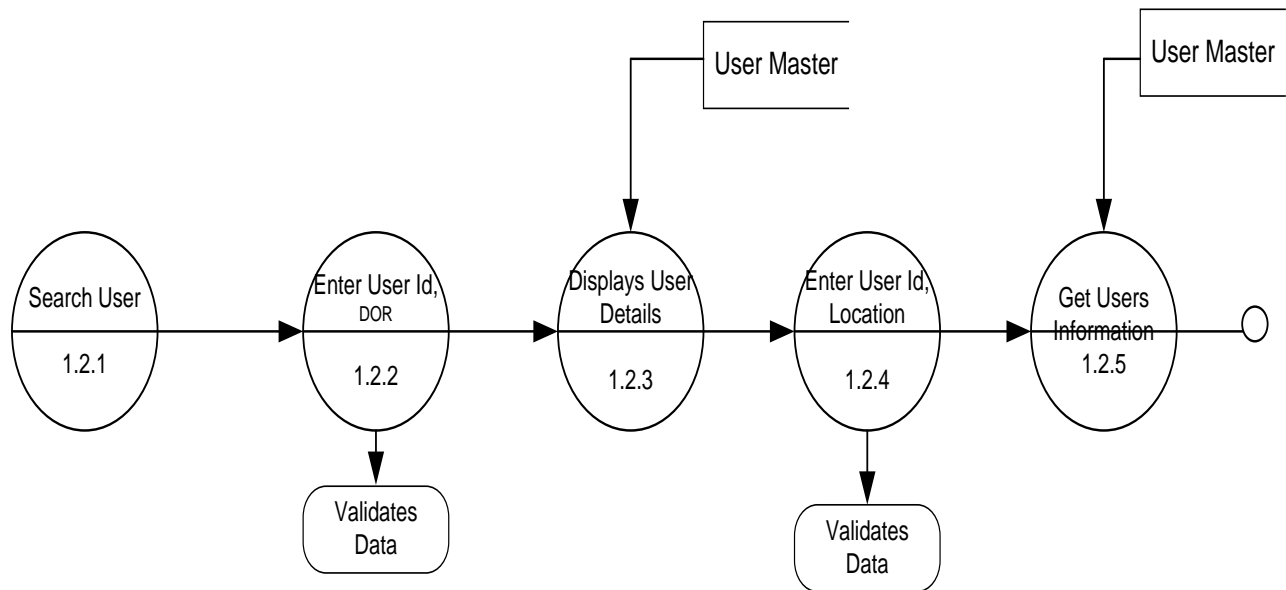 User Master
User Master
Search User
1.2.1
Enter User Id,
DOR
1.2.2
Displays User
Details
1.2.3
Enter User Id,
Location
1.2.4
Get Users
Information
1.2.5
Validates
Data
Validates
Data